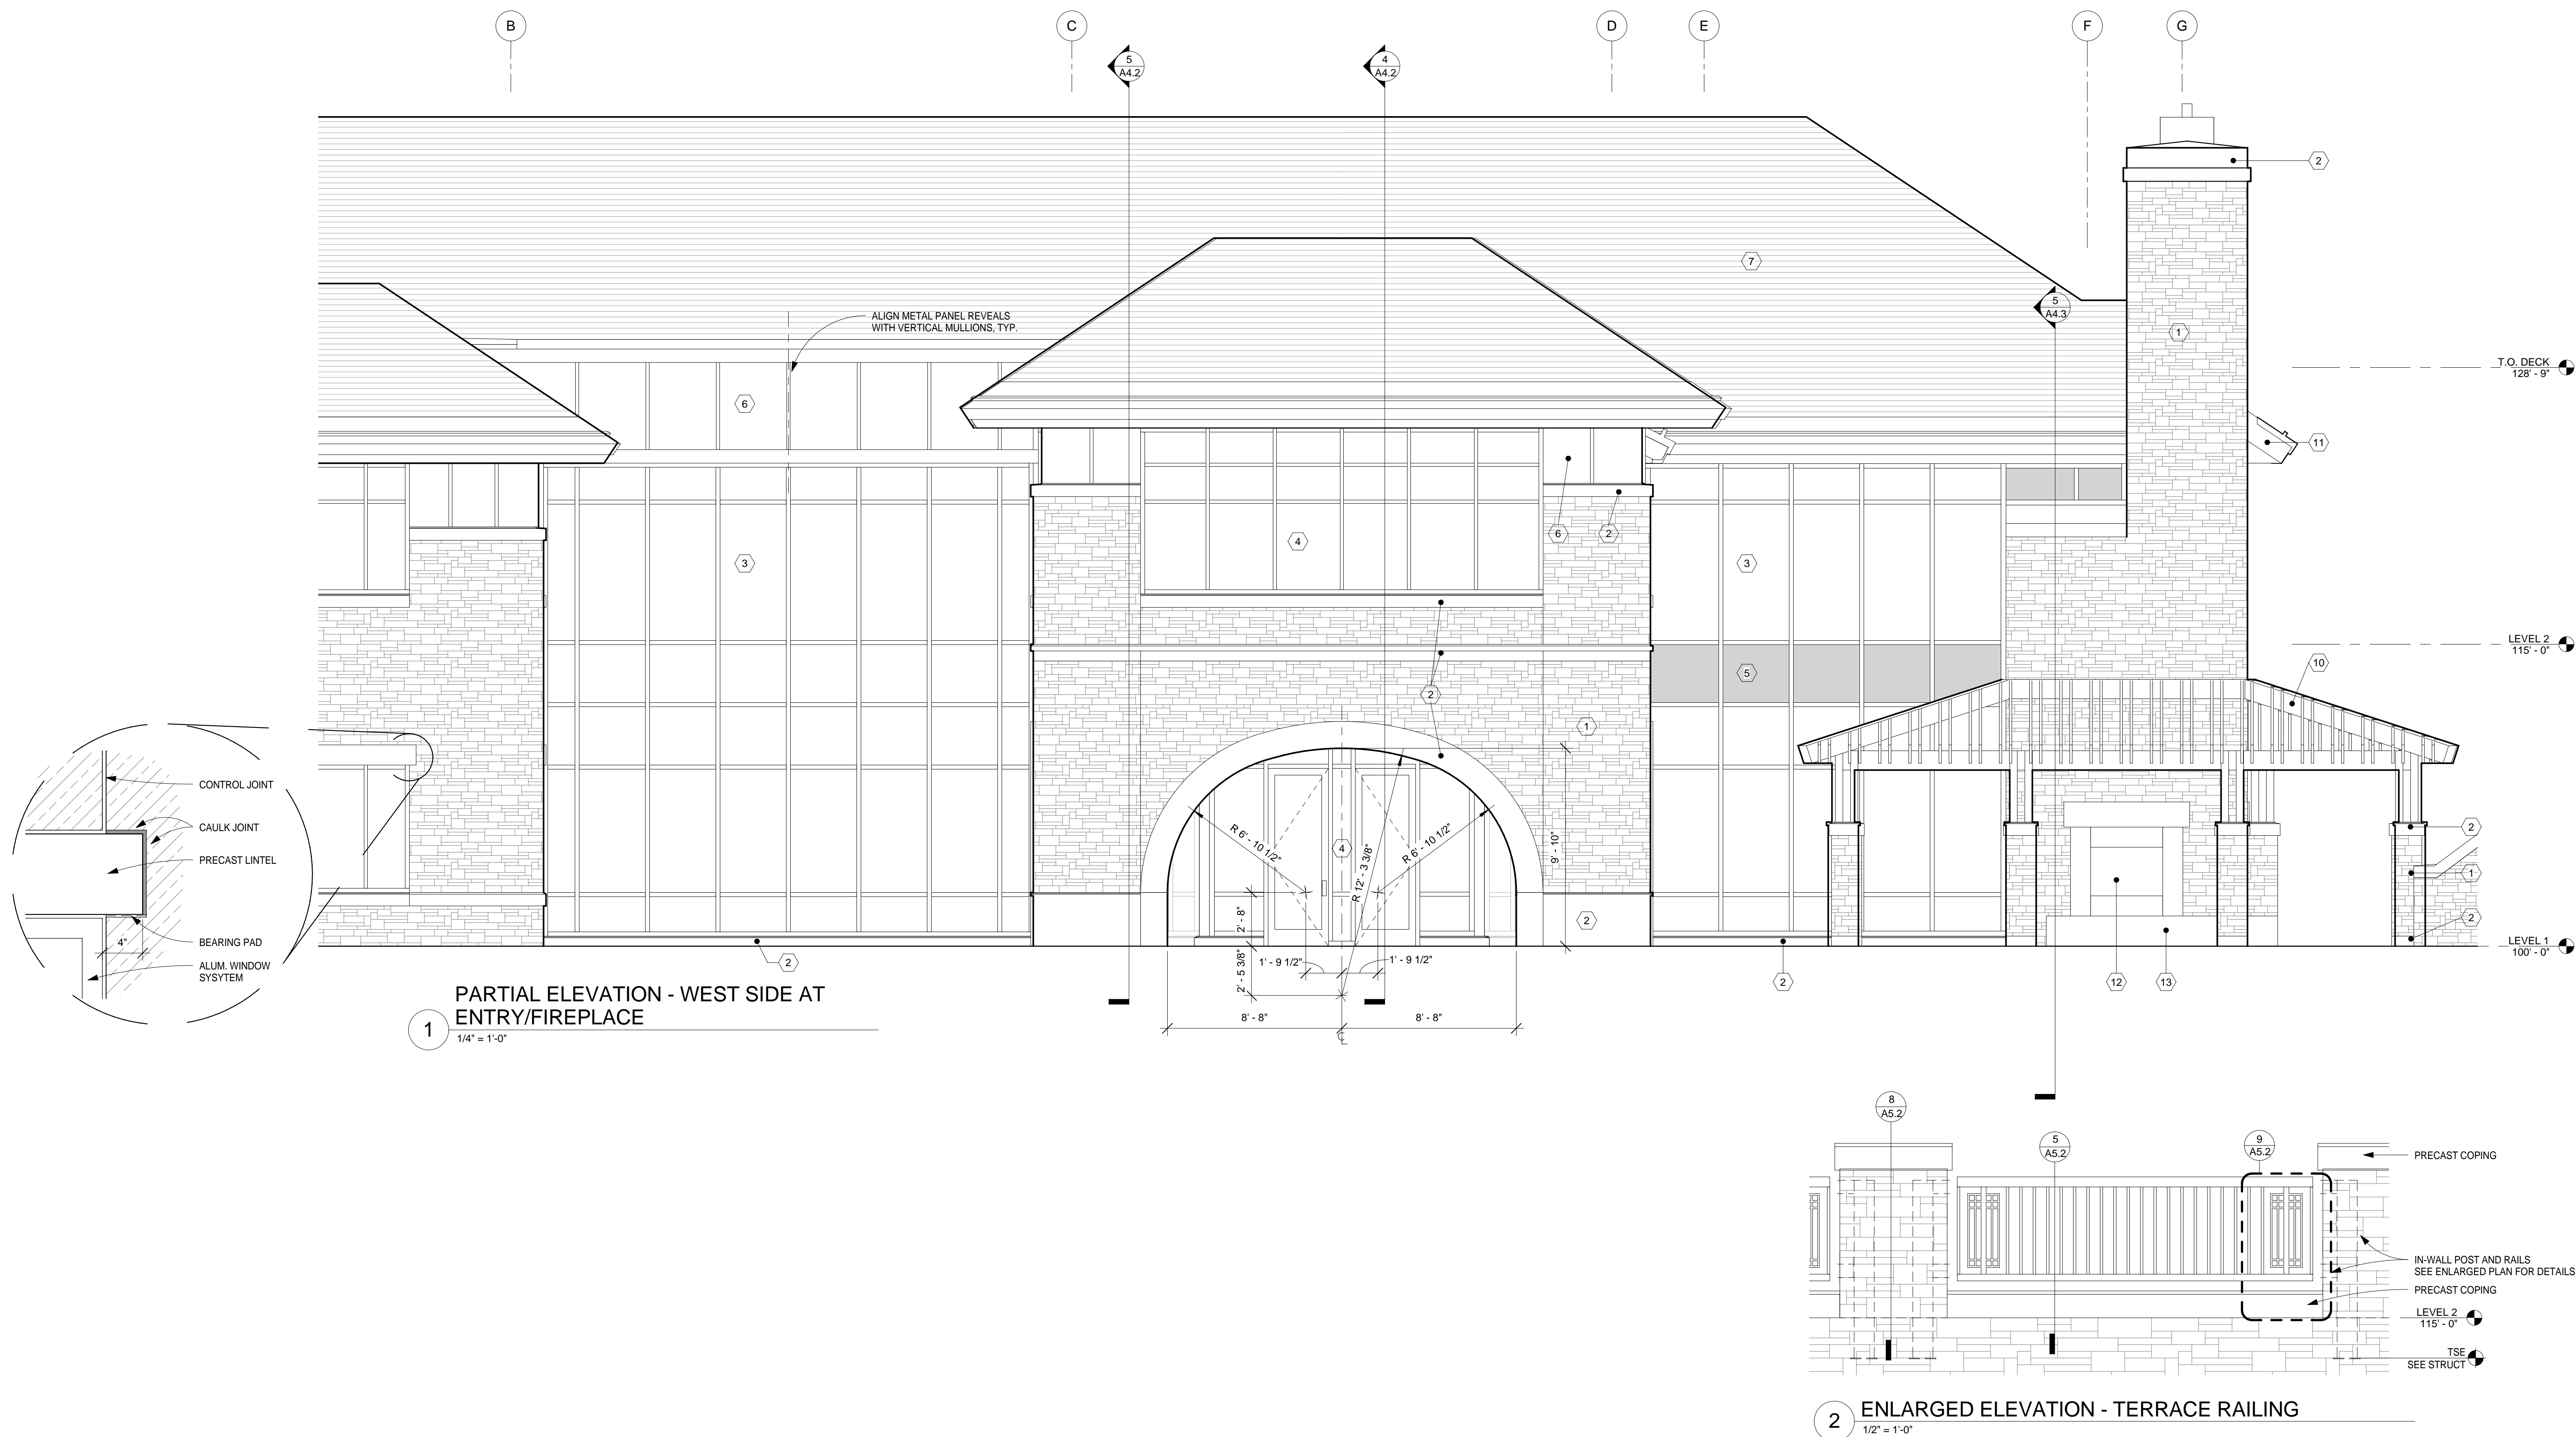 B
C
D
E
F
G
5
A4.2
4
A4.2
2
7
5
A4.3
1
ALIGN METAL PANEL REVEALS
WITH VERTICAL MULLIONS, TYP.
T.O. DECK
128' - 9"
6
11
6
2
4
3
3
LEVEL 2
115' - 0"
10
5
2
1
CONTROL JOINT
CAULK JOINT
PRECAST LINTEL
BEARING PAD
4"
ALUM. WINDOW
SYSYTEM
R 6' - 10 1/2"
4
R 12' - 3 3/8"
R 6' - 10 1/2"
9' - 10"
2
1
2
12
2
2' - 8"
LEVEL 1
100' - 0"
2
2' - 5 3/8"
1' - 9 1/2"
1' - 9 1/2"
2
12
13
8' - 8"
8' - 8"
CL
1
PARTIAL ELEVATION - WEST SIDE AT
ENTRY/FIREPLACE
1/4" = 1'-0"
8
A5.2
5
A5.2
9
A5.2
PRECAST COPING
IN-WALL POST AND RAILS
SEE ENLARGED PLAN FOR DETAILS
PRECAST COPING
LEVEL 2
115' - 0"
TSE
SEE STRUCT
2
ENLARGED ELEVATION - TERRACE RAILING
1/2" = 1'-0"